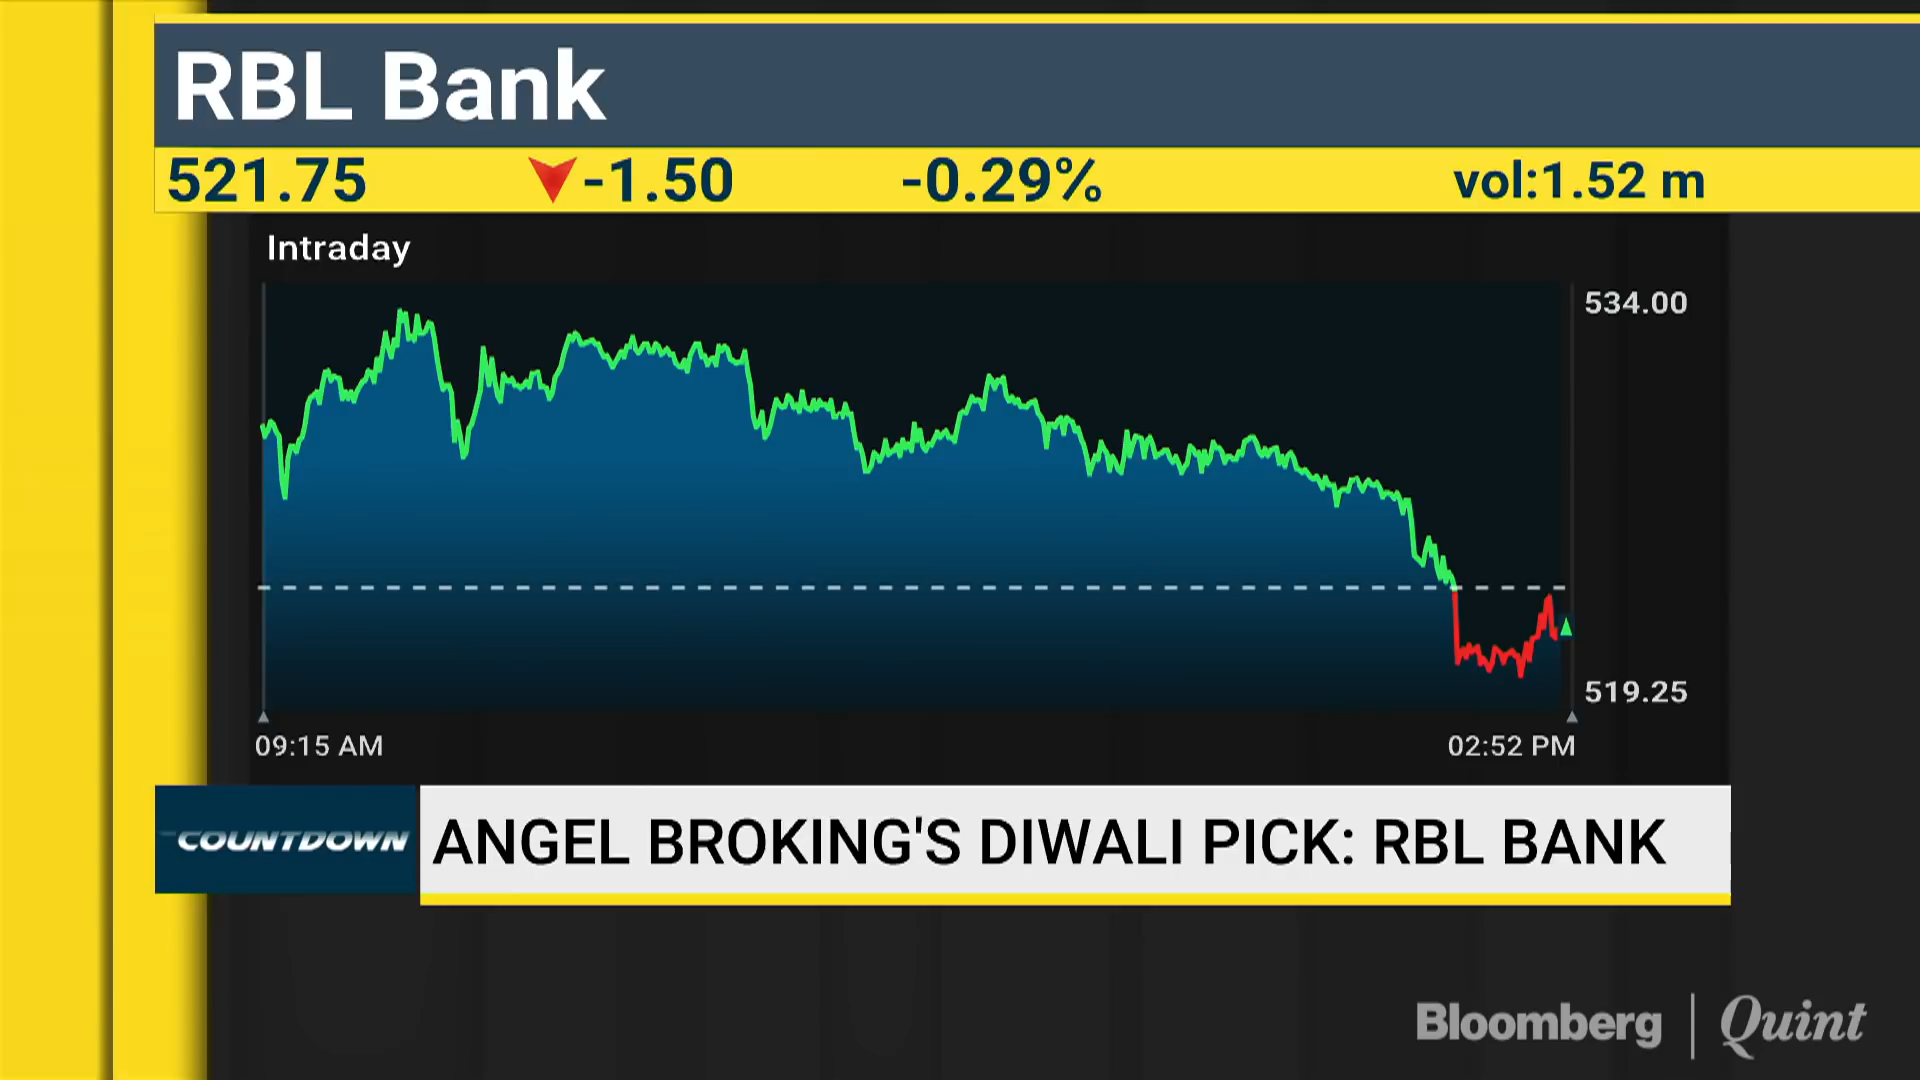 RBL Bank
521.75 -1.50 -0.29% vol:1.52 m
Intraday
534.00
519.25
09:15 AM 02:52 PM
COUNTDOWN
ANGEL BROKING'S DIWALI PICK: RBL BANK
Bloomberg | Quint